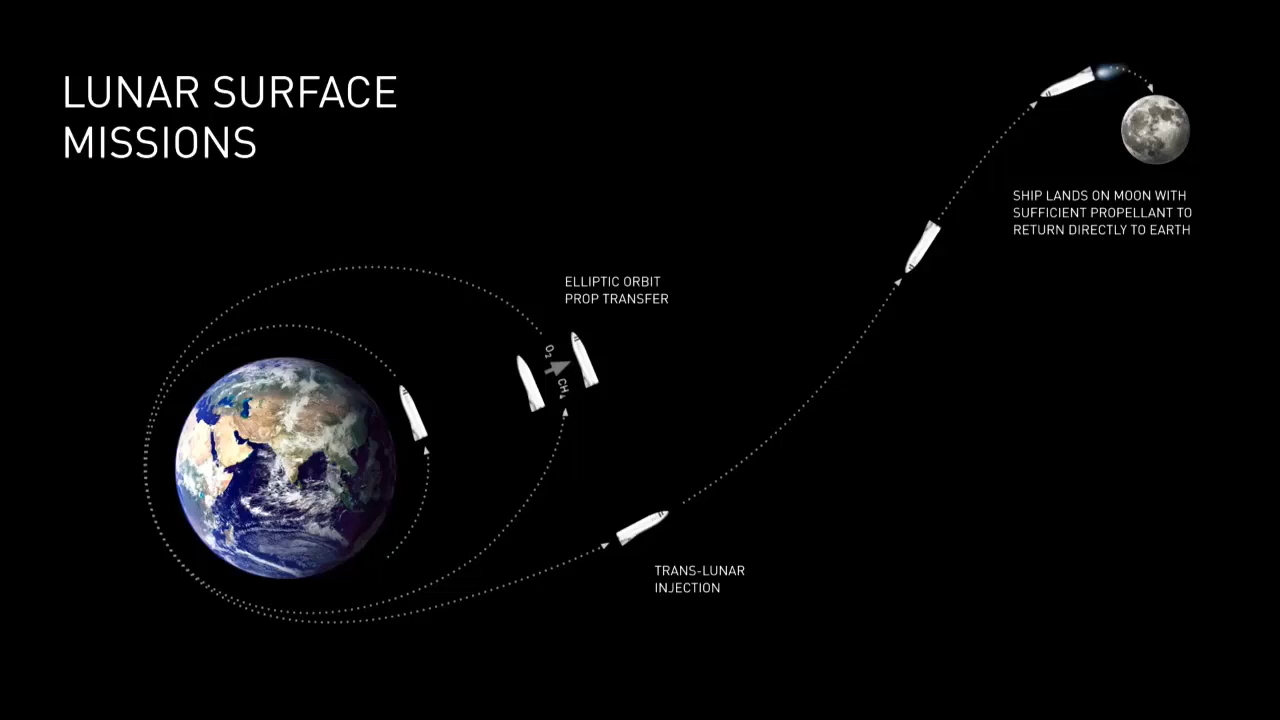 LUNAR SURFACE
MISSIONS
ELLIPTIC ORBIT
PROP TRANSFER
O₂
CH₄
SHIP LANDS ON MOON WITH
SUFFICIENT PROPELLANT TO
RETURN DIRECTLY TO EARTH
TRANS-LUNAR
INJECTION